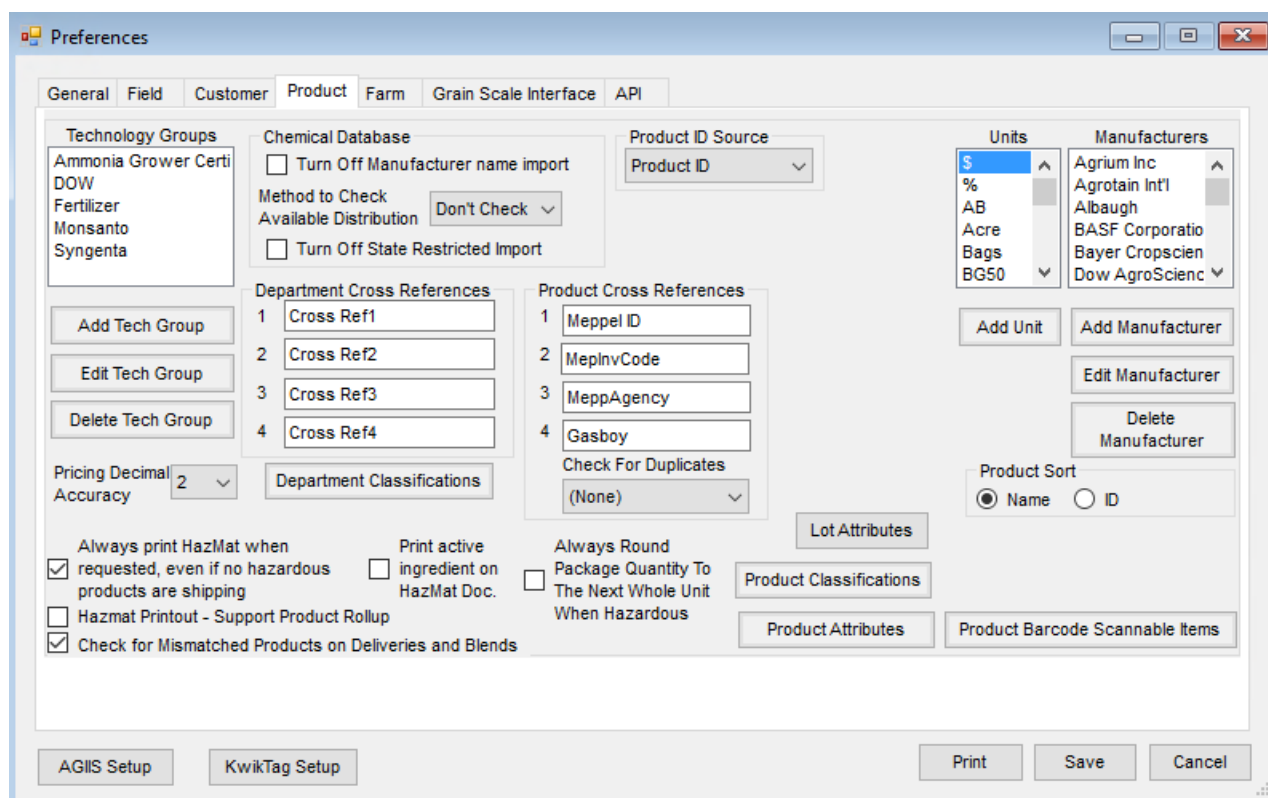 Preferences
General Field Customer Product Farm Grain Scale Interface API
Technology Groups
Ammonia Grower Certi
DOW
Fertilizer
Monsanto
Syngenta
Add Tech Group
Edit Tech Group
Delete Tech Group
Pricing Decimal
Accuracy
2
Chemical Database
Turn Off Manufacturer name import
Method to Check
Available Distribution
Don't Check
Turn Off State Restricted Import
Department Cross References
1 Cross Ref1
2 Cross Ref2
3 Cross Ref3
4 Cross Ref4
Department Classifications
Product ID Source
Product ID
Product Cross References
1 Meppel ID
2 MepInvCode
3 MeppAgency
4 Gasboy
Check For Duplicates
(None)
Units
$
%
AB
Acre
Bags
BG50
Add Unit
Manufacturers
Agrium Inc
Agrotain Int'l
Albaugh
BASF Corporatio
Bayer Cropscien
Dow AgroScienc
Add Manufacturer
Edit Manufacturer
Delete
Manufacturer
Product Sort
Name ID
Always print HazMat when
requested, even if no hazardous
products are shipping
Print active
ingredient on
HazMat Doc.
Always Round
Package Quantity To
The Next Whole Unit
When Hazardous
Hazmat Printout - Support Product Rollup
Check for Mismatched Products on Deliveries and Blends
Lot Attributes
Product Classifications
Product Attributes
Product Barcode Scannable Items
AGIIS Setup
KwikTag Setup
Print
Save
Cancel